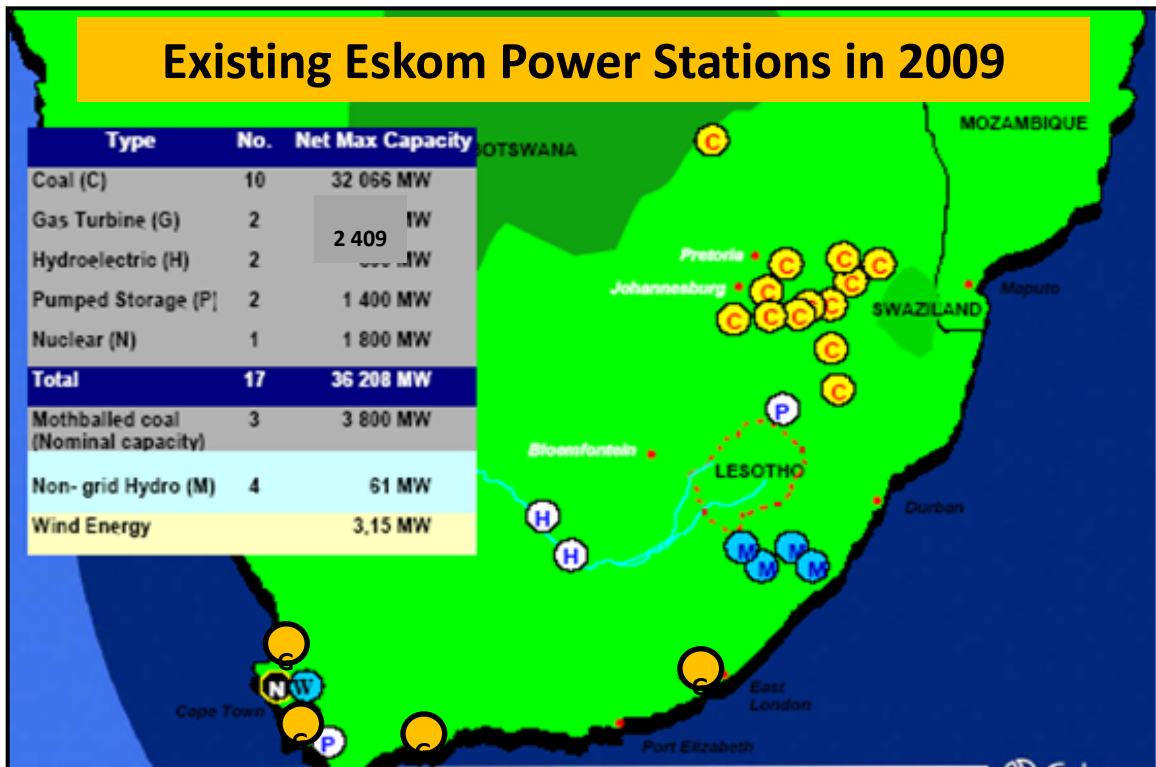 Existing Eskom Power Stations in 2009
Type No. Net Max Capacity
Coal (C) 10 32 066 MW
Gas Turbine (G) 2 MW
2 409
Hydroelectric (H) 2 MW
Pumped Storage (P) 2 1 400 MW
Nuclear (N) 1 1 800 MW
Total 17 36 208 MW
Mothballed coal 3 3 800 MW
(Nominal capacity)
Non- grid Hydro (M) 4 61 MW
Wind Energy 3,15 MW
BOTSWANA
MOZAMBIQUE
C
Pretoria
C
C
C
Johannesburg
C
C
C
C
C
C
C
SWAZILAND
Maputo
C
C
P
Bloemfontein
LESOTHO
Durban
H
H
M
M
M
M
G
N
W
Cape Town
G
P
G
G
East
London
Port Elizabeth